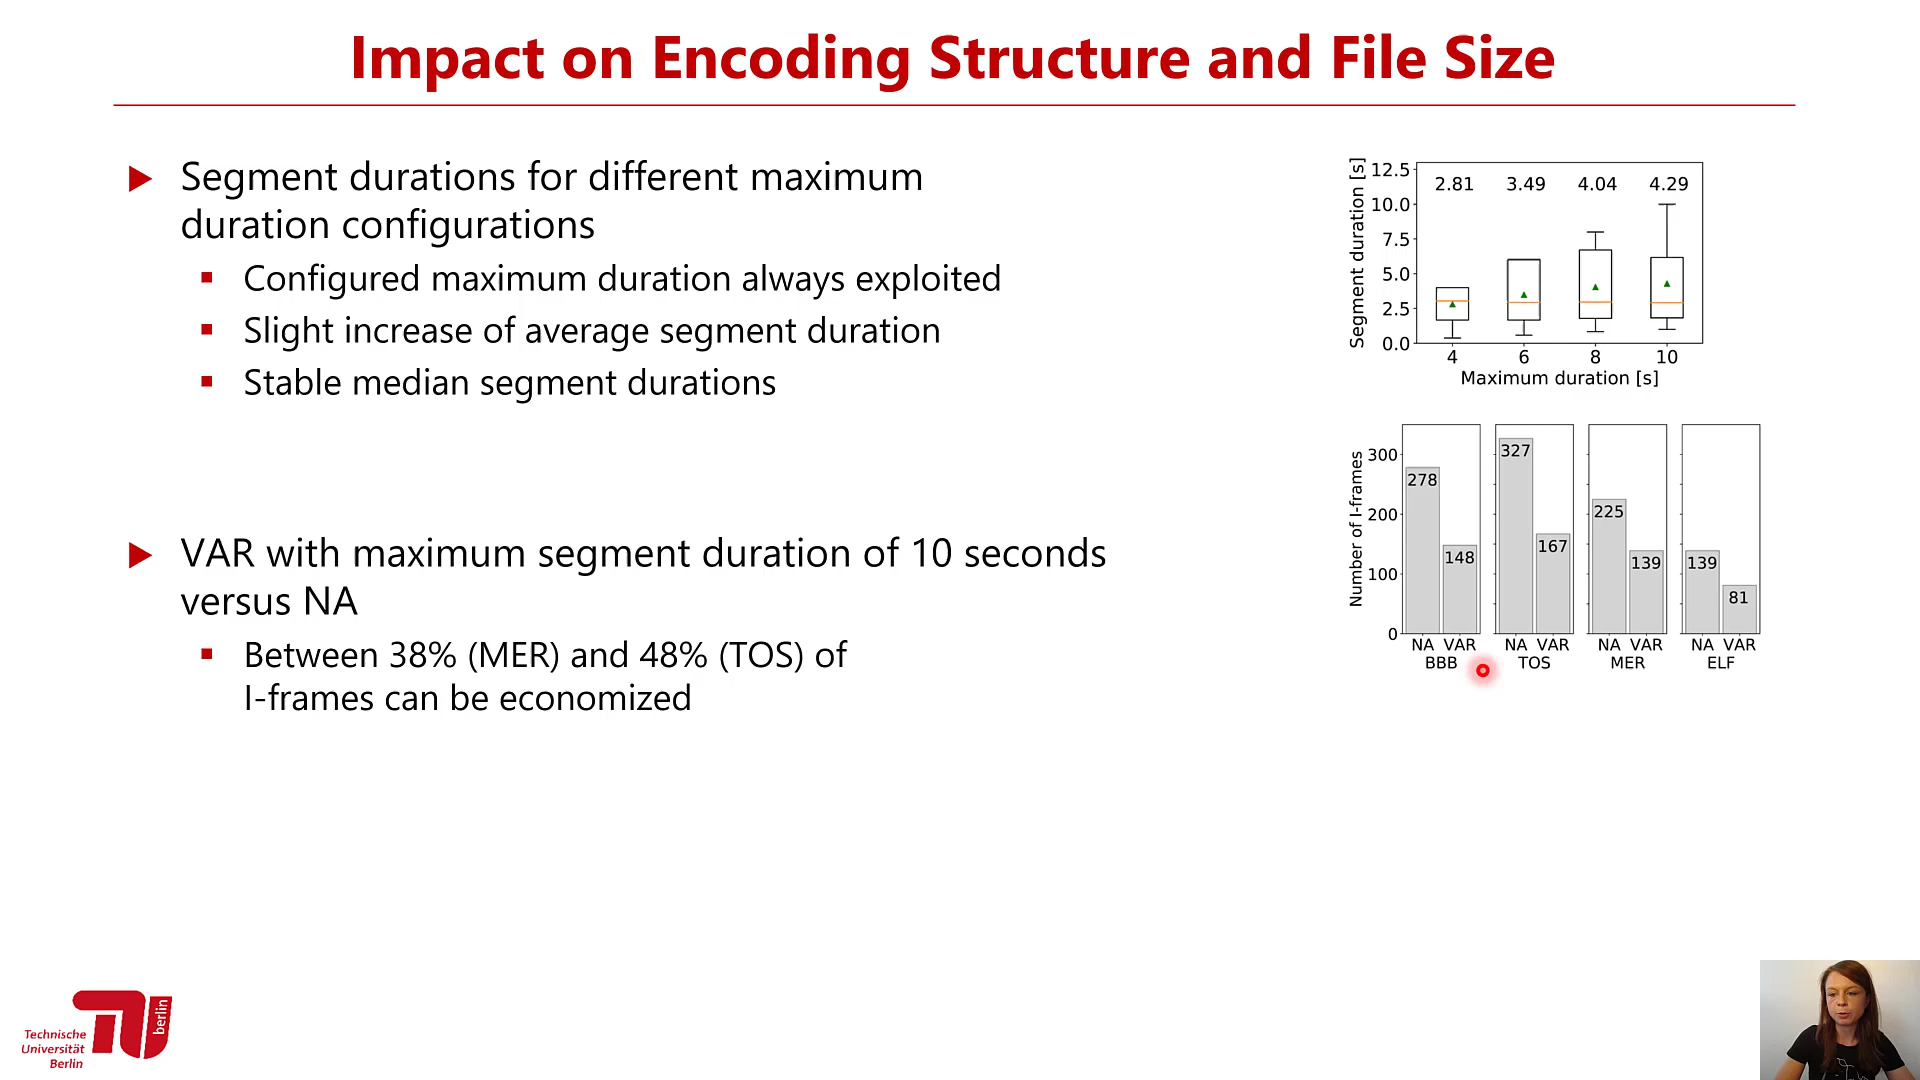 Impact on Encoding Structure and File Size
Segment durations for different maximum
duration configurations
Configured maximum duration always exploited
Slight increase of average segment duration
Stable median segment durations
VAR with maximum segment duration of 10 seconds
versus NA
Between 38% (MER) and 48% (TOS) of
I-frames can be economized
Segment duration [s]
12.5
10.0
7.5
5.0
2.5
0.0
2.81 3.49 4.04 4.29
4 6 8 10
Maximum duration [s]
Number of I-frames
300
200
100
0
278 148 327 167 225 139 139 81
NA VAR NA VAR NA VAR NA VAR
BBB TOS MER ELF
Technische
Universität
Berlin
berlin